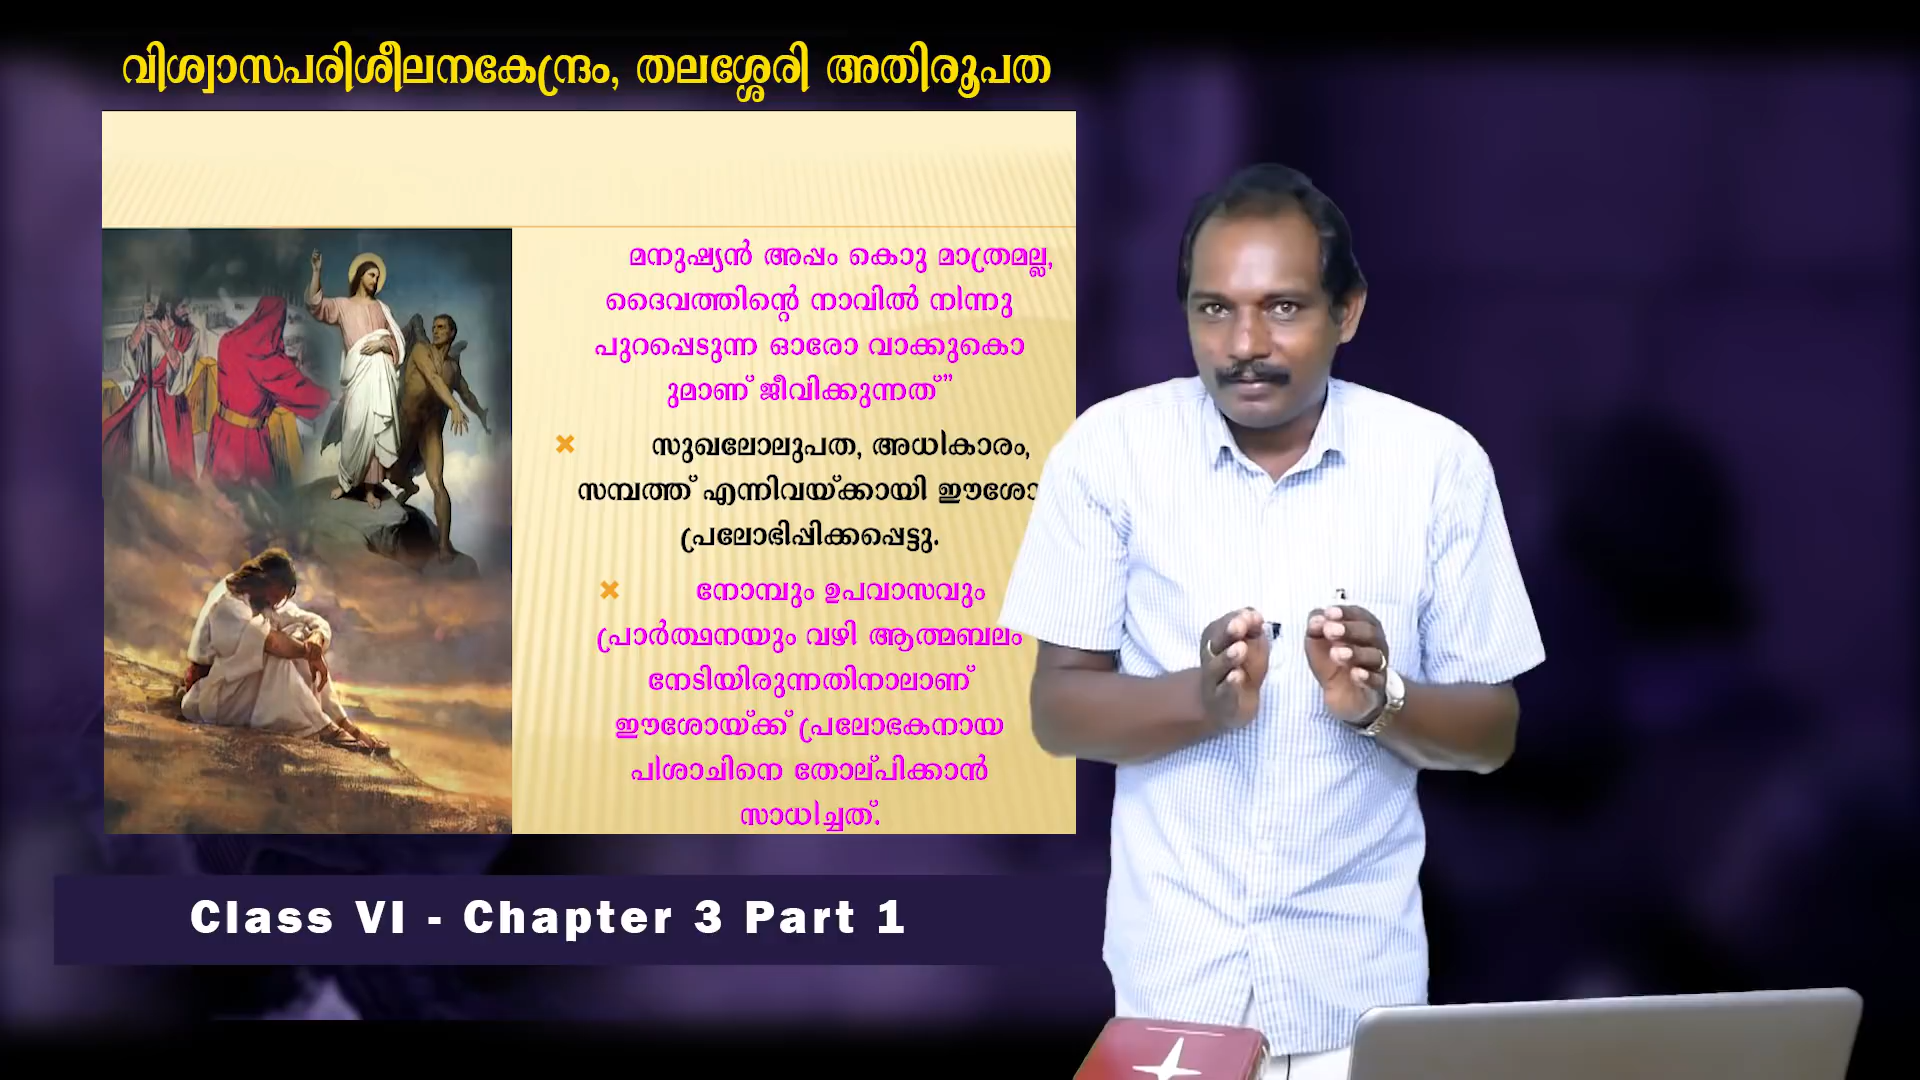 വിശ്വാസപരിശീലനകേന്ദ്രം, തലശ്ശേരി അതിരൂപത
മനുഷ്യൻ അപ്പം കൊു മാത്രമല്ല,
ദൈവത്തിന്റെ നാവിൽ നിന്നു
പുറപ്പെടുന്ന ഓരോ വാക്കുകൊ
ുമാണ് ജീവിക്കുന്നത്”
സുഖലോലുപത, അധികാരം,
സമ്പത്ത് എന്നിവയ്ക്കായി ഈശോ
പ്രലോഭിപ്പിക്കപ്പെട്ടു.
നോമ്പും ഉപവാസവും
പ്രാർത്ഥനയും വഴി ആത്മബലം
നേടിയിരുന്നതിനാലാണ്
ഈശോയ്ക്ക് പ്രലോഭകനായ
പിശാചിനെ തോല്പിക്കാൻ
സാധിച്ചത്.
Class VI - Chapter 3 Part 1